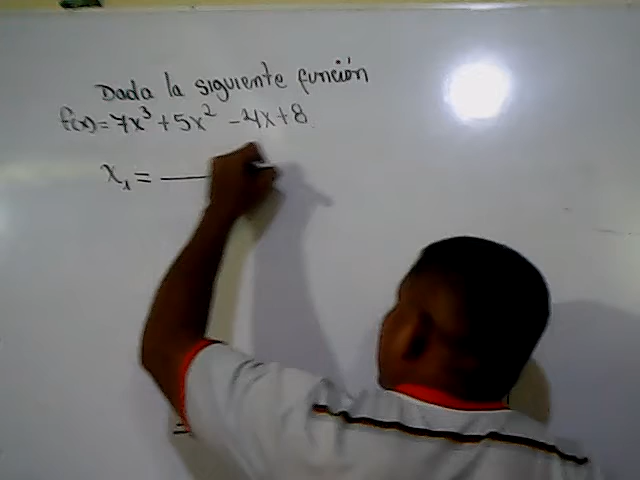 Dada la siguiente función
f(x)=7x³+5x²-4x+8
x₁=